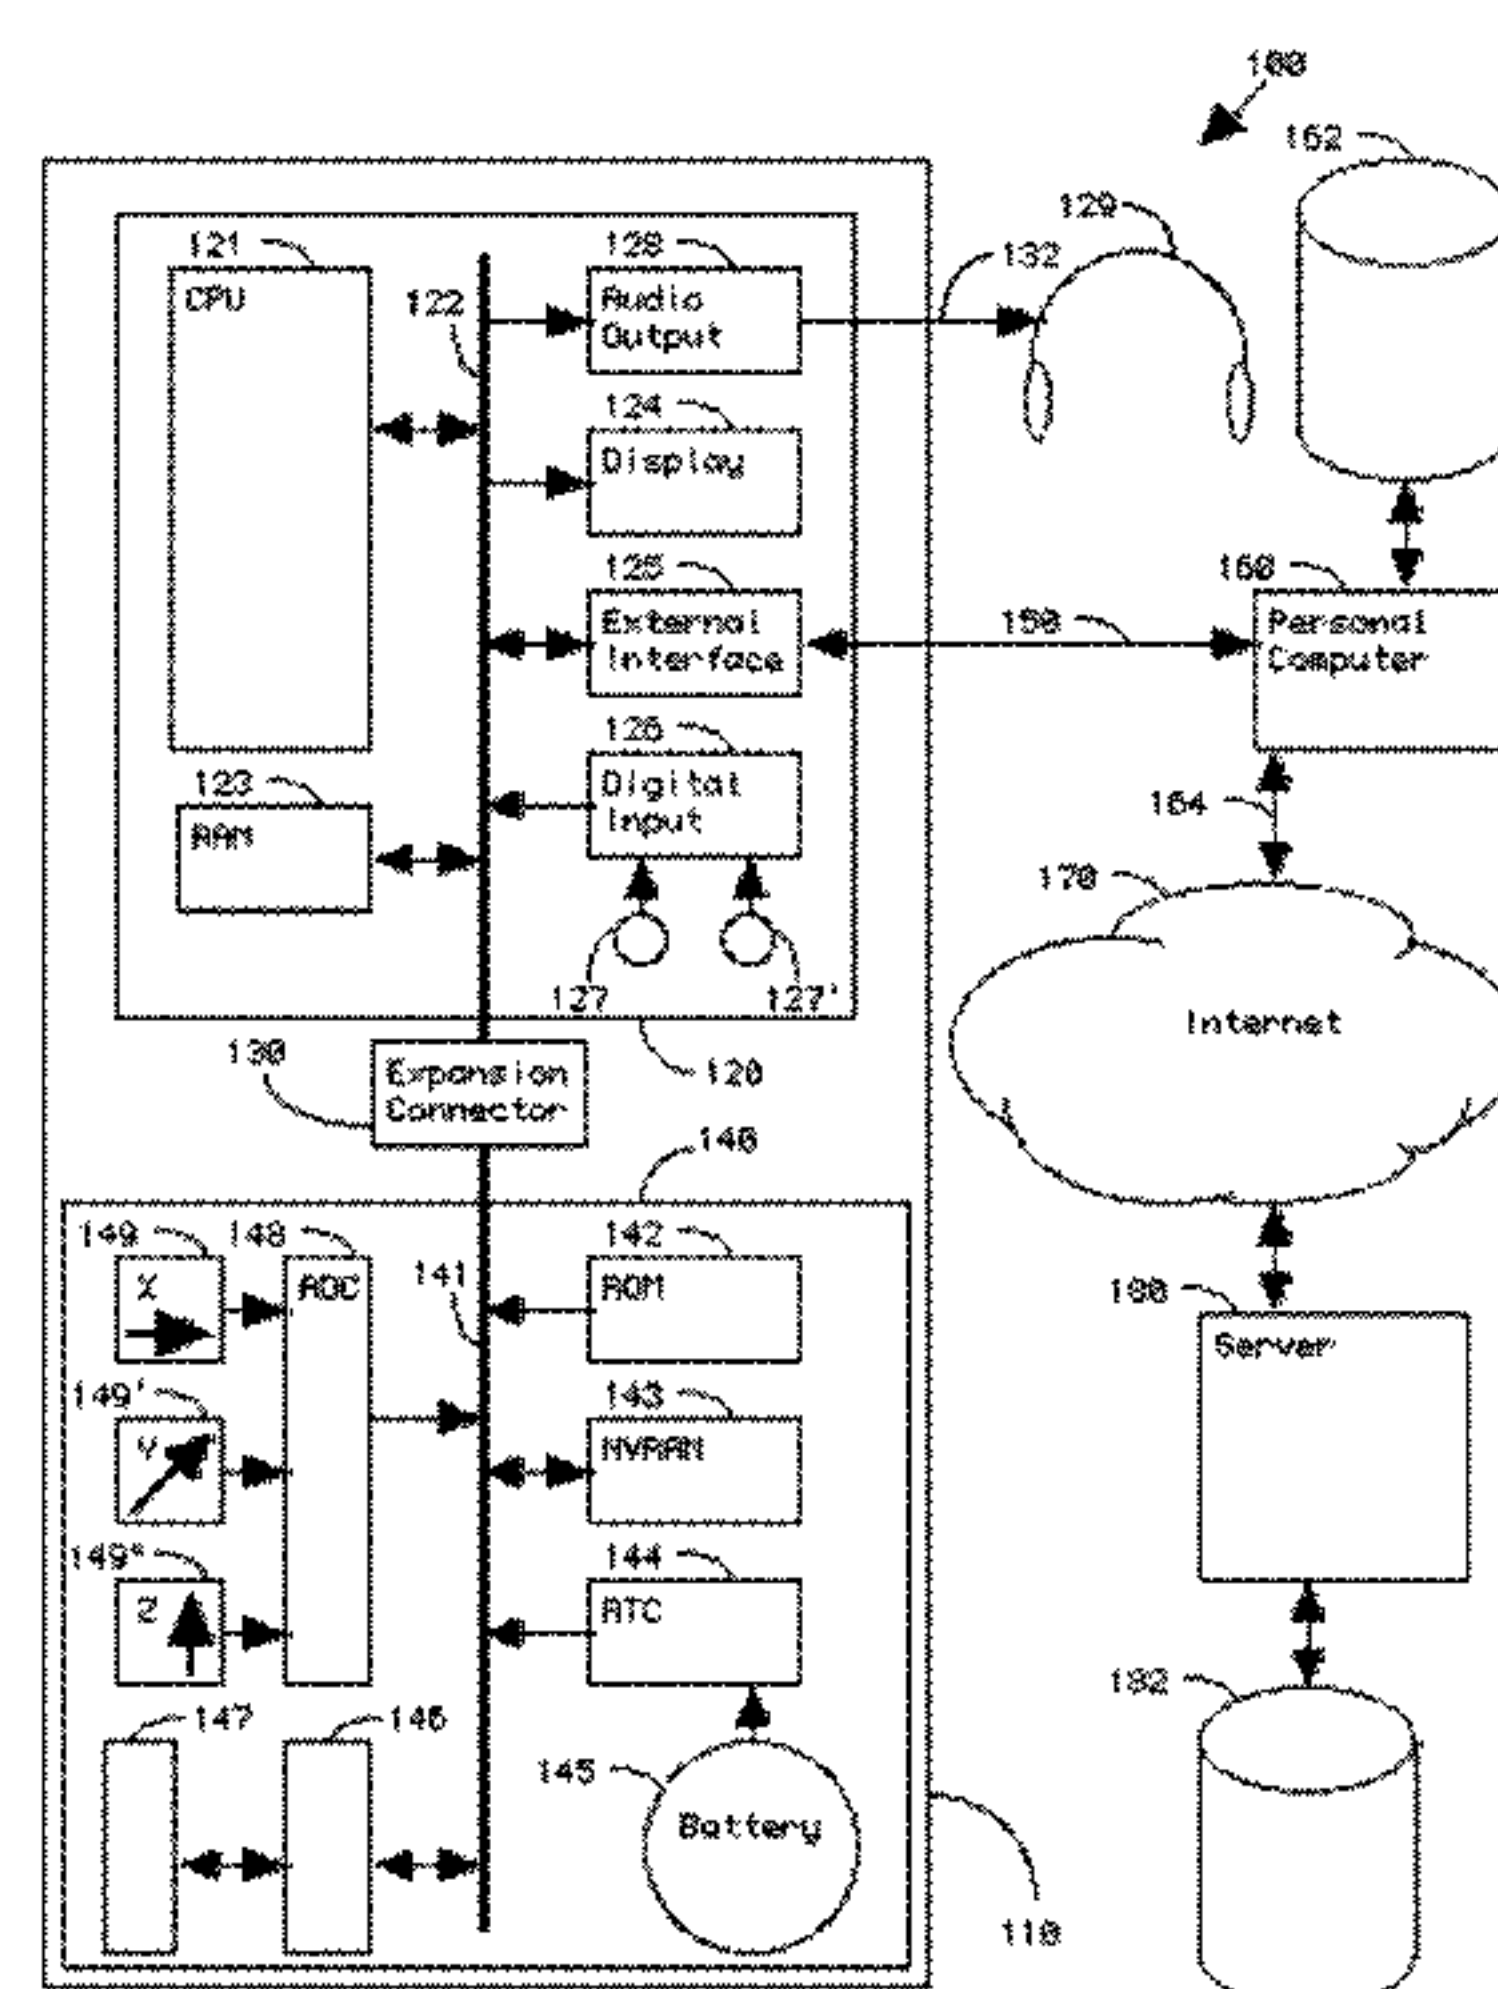 100
162
129
121
128
132
CPU
122
Audio
Output
124
Display
125
160
External
Interface
150
Personal
Computer
126
123
Digital
Input
164
RAM
170
127
127'
Internet
130
Expansion
Connector
120
140
149
148
142
X
ADC
141
ROM
180
Server
149'
143
Y
NVRAM
149"
144
Z
RTC
182
147
146
145
Battery
110